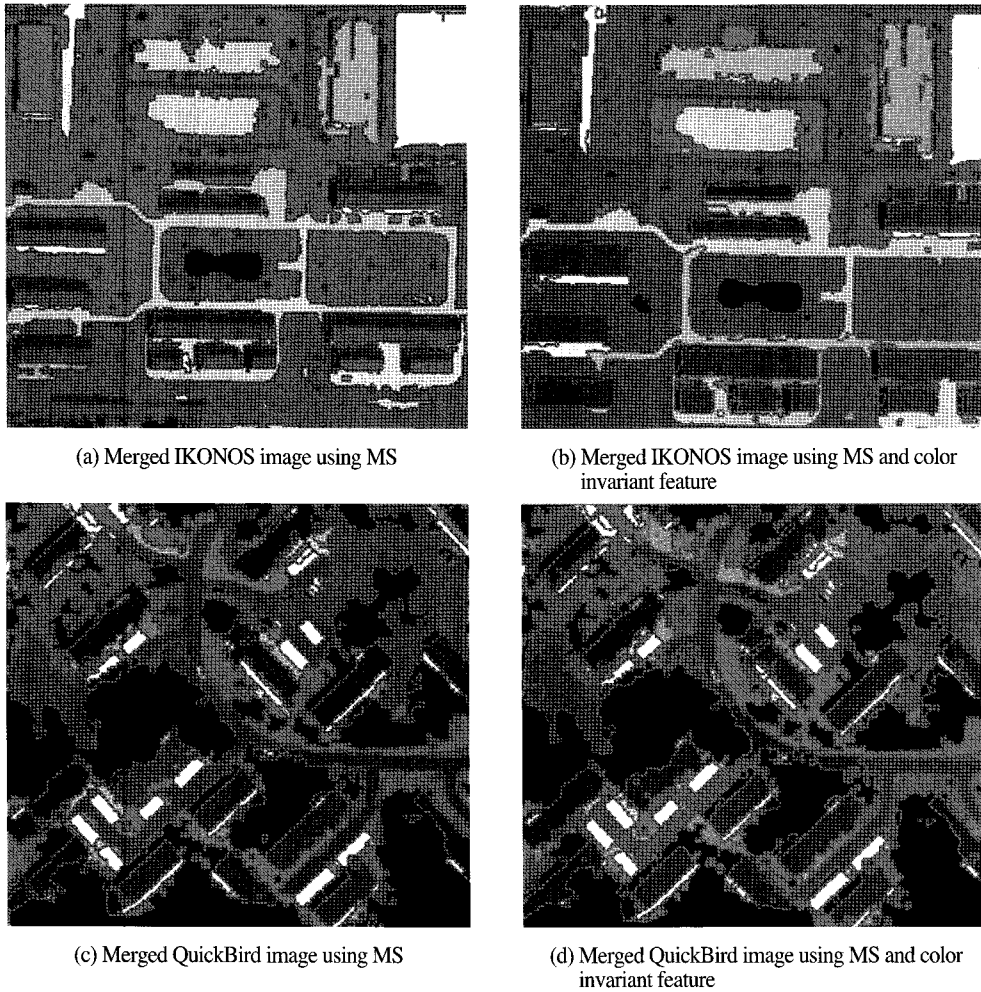 (a) Merged IKONOS image using MS
(b) Merged IKONOS image using MS and color
invariant feature
(c) Merged QuickBird image using MS
(d) Merged QuickBird image using MS and color
invariant feature